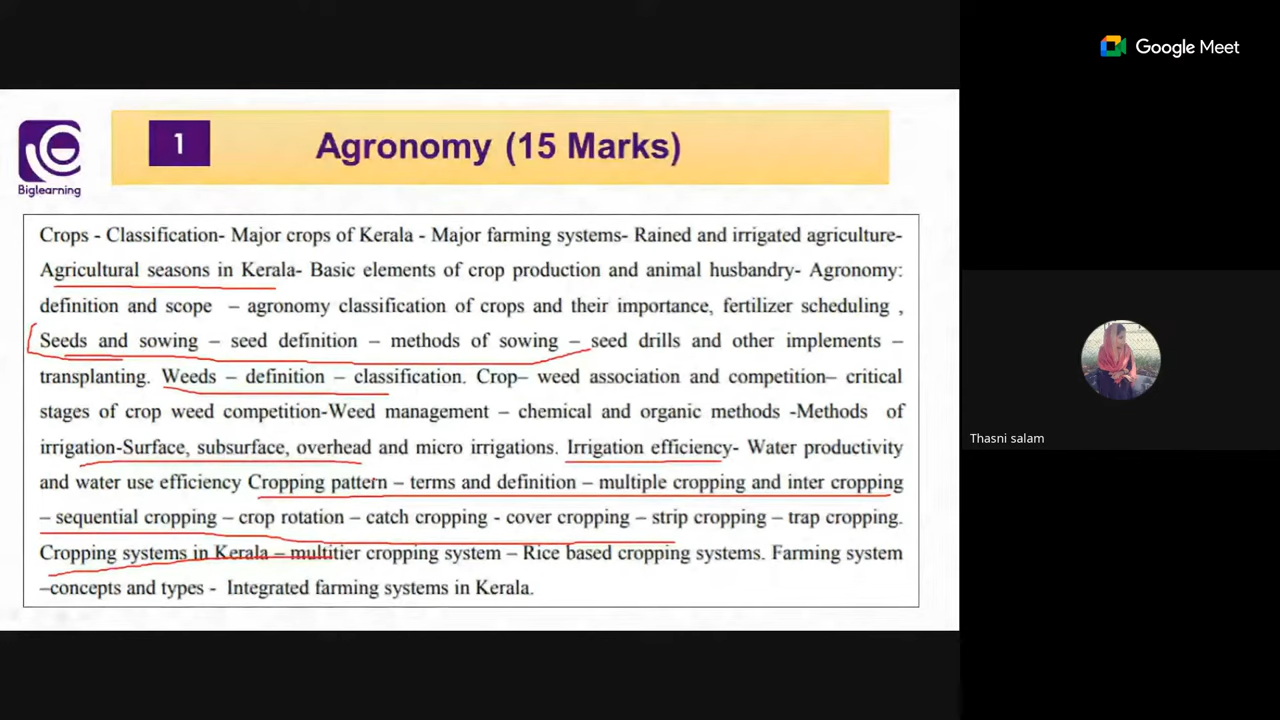 Google Meet
Biglearning
1
Agronomy (15 Marks)
Crops - Classification- Major crops of Kerala - Major farming systems- Rained and irrigated agriculture-
Agricultural seasons in Kerala- Basic elements of crop production and animal husbandry- Agronomy:
definition and scope – agronomy classification of crops and their importance, fertilizer scheduling ,
Seeds and sowing – seed definition – methods of sowing – seed drills and other implements –
transplanting. Weeds – definition – classification. Crop– weed association and competition– critical
stages of crop weed competition-Weed management – chemical and organic methods -Methods of
irrigation-Surface, subsurface, overhead and micro irrigations. Irrigation efficiency- Water productivity
and water use efficiency Cropping pattern – terms and definition – multiple cropping and inter cropping
– sequential cropping – crop rotation – catch cropping - cover cropping – strip cropping – trap cropping.
Cropping systems in Kerala – multitier cropping system – Rice based cropping systems. Farming system
–concepts and types - Integrated farming systems in Kerala.
Thasni salam